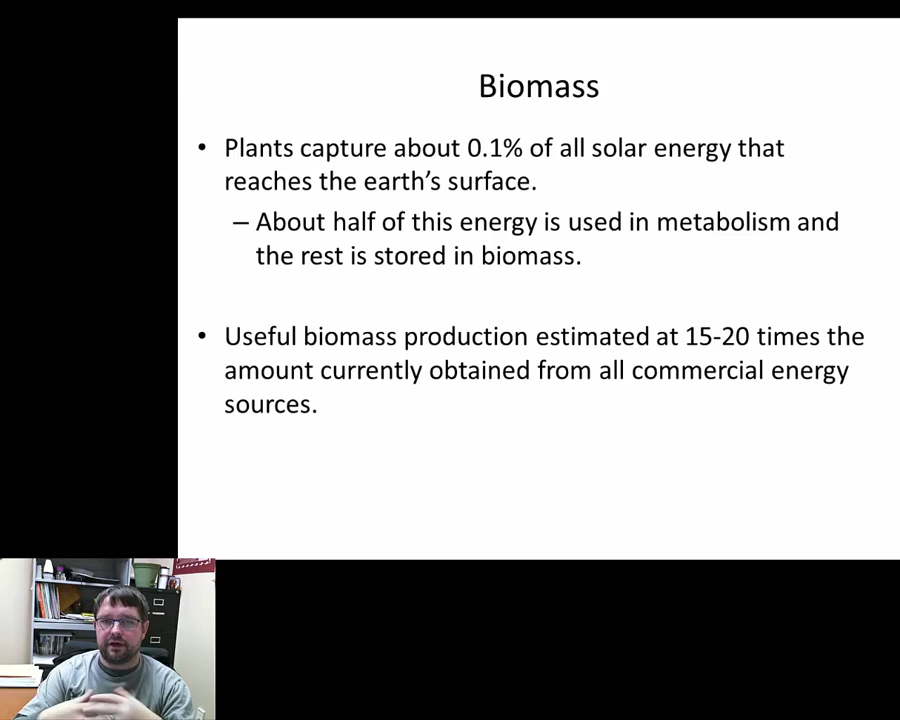 Biomass
• Plants capture about 0.1% of all solar energy that
reaches the earth's surface.
– About half of this energy is used in metabolism and
the rest is stored in biomass.
• Useful biomass production estimated at 15-20 times the
amount currently obtained from all commercial energy
sources.